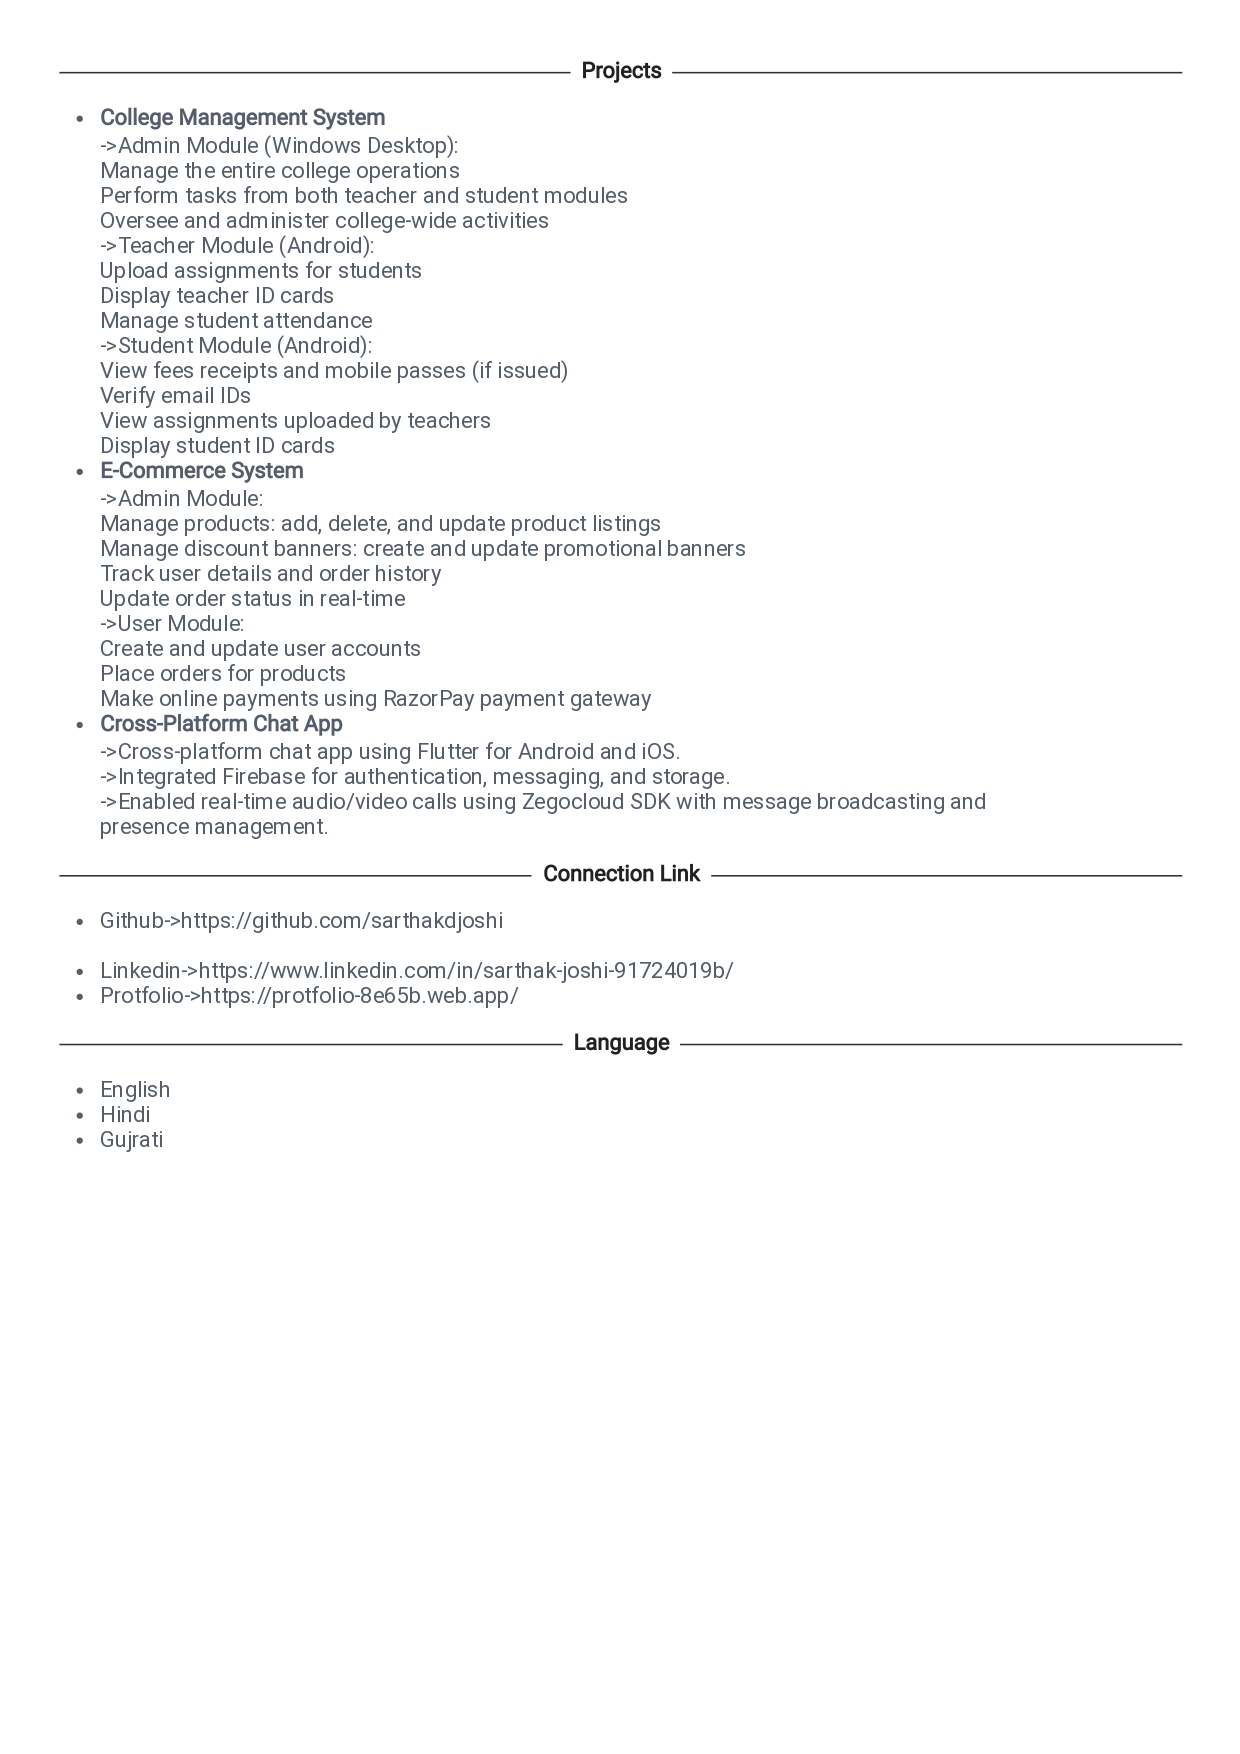 Projects
• College Management System
->Admin Module (Windows Desktop):
Manage the entire college operations
Perform tasks from both teacher and student modules
Oversee and administer college-wide activities
->Teacher Module (Android):
Upload assignments for students
Display teacher ID cards
Manage student attendance
->Student Module (Android):
View fees receipts and mobile passes (if issued)
Verify email IDs
View assignments uploaded by teachers
Display student ID cards
• E-Commerce System
->Admin Module:
Manage products: add, delete, and update product listings
Manage discount banners: create and update promotional banners
Track user details and order history
Update order status in real-time
->User Module:
Create and update user accounts
Place orders for products
Make online payments using RazorPay payment gateway
• Cross-Platform Chat App
->Cross-platform chat app using Flutter for Android and iOS.
->Integrated Firebase for authentication, messaging, and storage.
->Enabled real-time audio/video calls using Zegocloud SDK with message broadcasting and
presence management.
Connection Link
• Github->https://github.com/sarthakdjoshi
• Linkedin->https://www.linkedin.com/in/sarthak-joshi-91724019b/
• Protfolio->https://protfolio-8e65b.web.app/
Language
• English
• Hindi
• Gujrati